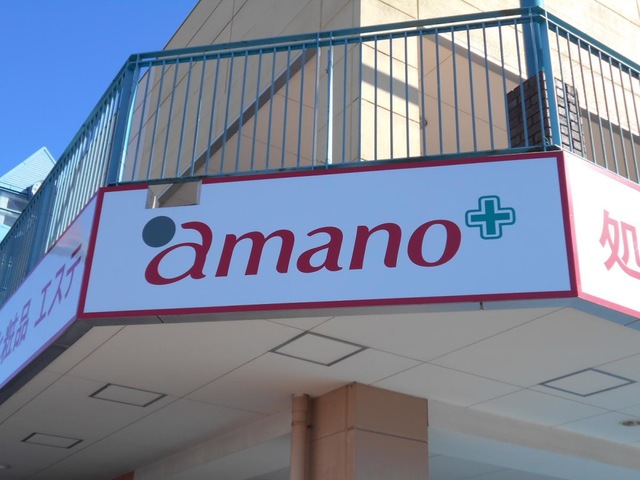 粧品 エステ
amano
処